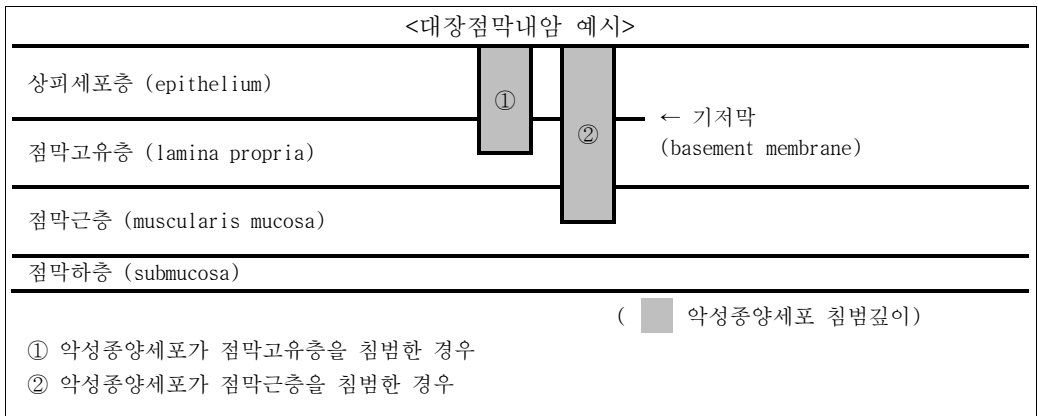 <대장점막내암 예시>
상피세포층 (epithelium)
①
← 기저막
②
점막고유층 (lamina propria)
(basement membrane)
점막근층 (muscularis mucosa)
점막하층 (submucosa)
( 악성종양세포 침범깊이)
① 악성종양세포가 점막고유층을 침범한 경우
② 악성종양세포가 점막근층을 침범한 경우